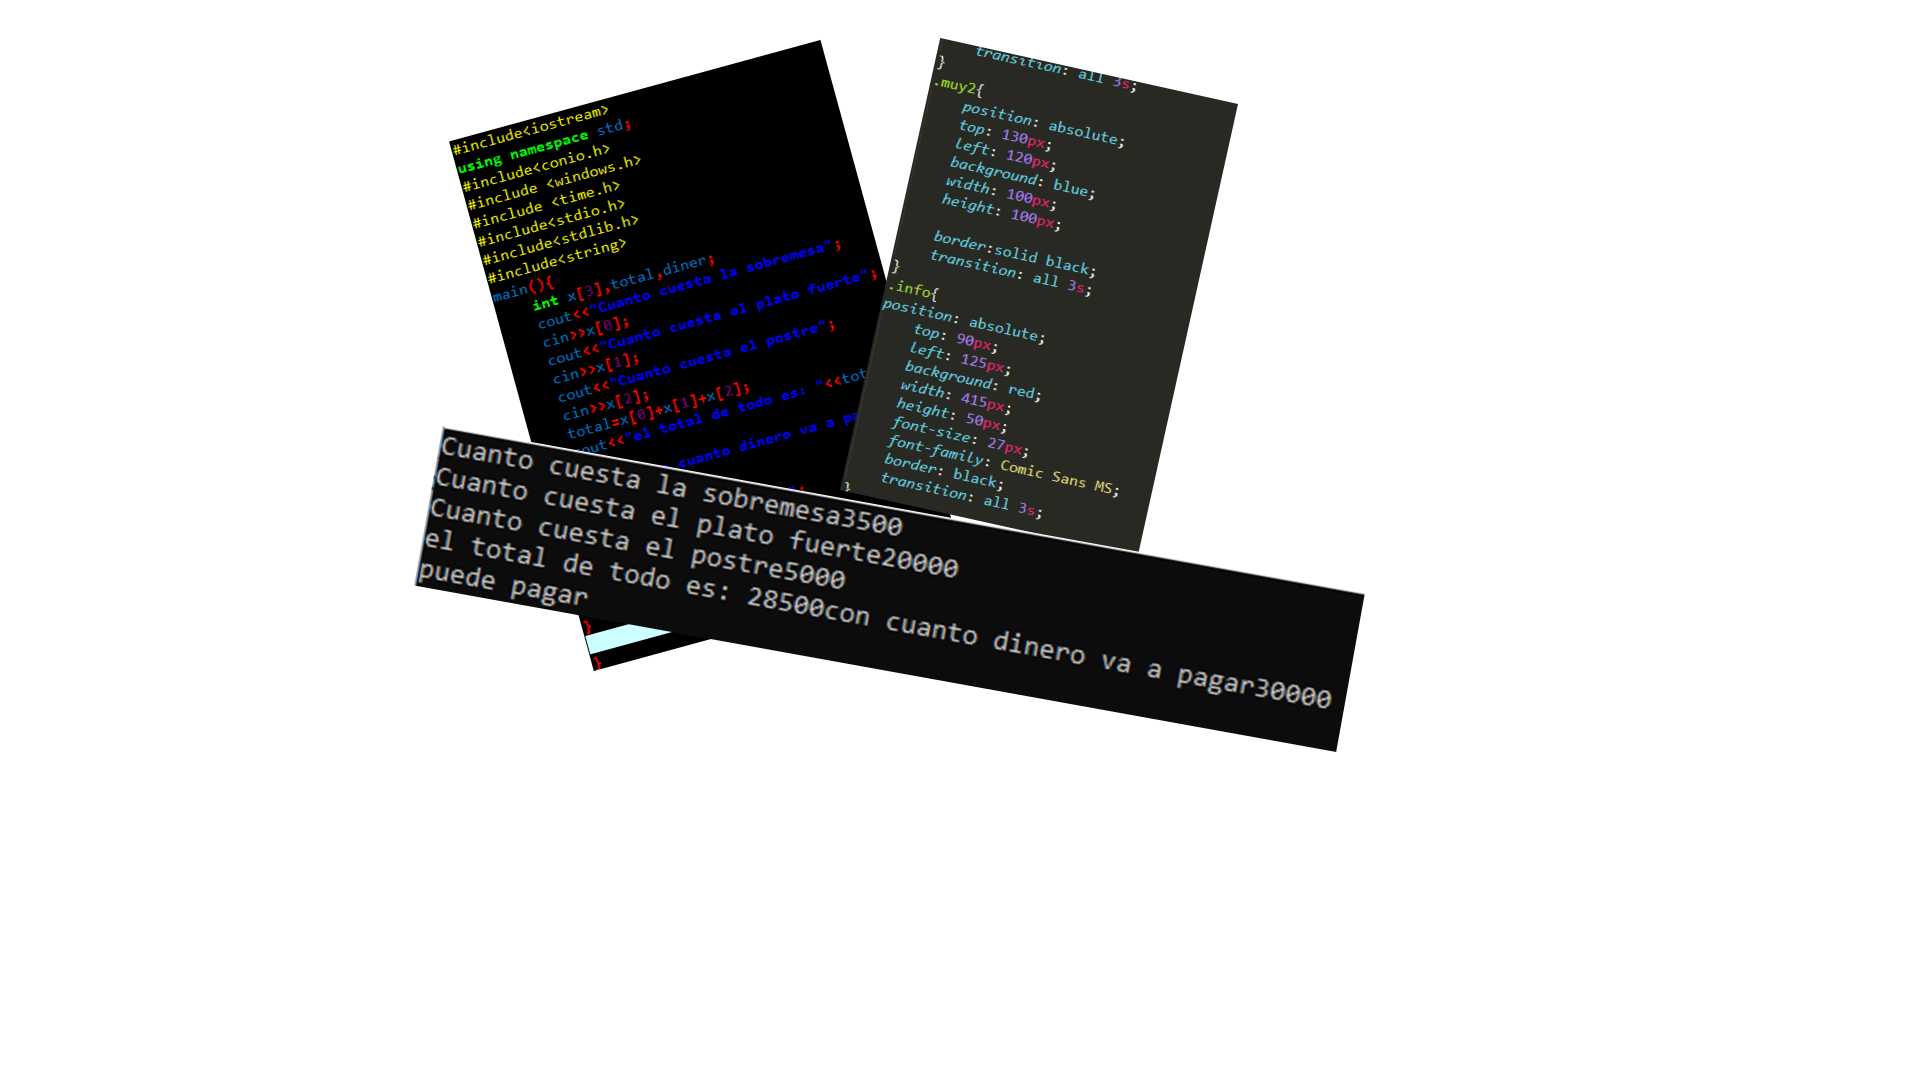 #include<iostream>
using namespace std;
#include<conio.h>
#include <windows.h>
#include <time.h>
#include<stdio.h>
#include<stdlib.h>
#include<string>
main(){
int x[3],total,diner;
cout<<"Cuanto cuesta la sobremesa";
cin>>x[0];
cout<<"Cuanto cuesta el plato fuerte";
cin>>x[1];
cout<<"Cuanto cuesta el postre";
cin>>x[2];
total=x[0]+x[1]+x[2];
out<<"el total de todo es: "<<tot
cuanto dinero va a pa
";
}
}
transition: all 3s;
}
.muy2{
position: absolute;
top: 130px;
left: 120px;
background: blue;
width: 100px;
height: 100px;
border:solid black;
transition: all 3s;
}
.info{
position: absolute;
top: 90px;
left: 125px;
background: red;
width: 415px;
height: 50px;
font-size: 27px;
font-family: Comic Sans MS;
border: black;
transition: all 3s;
}
Cuanto cuesta la sobremesa3500
Cuanto cuesta el plato fuerte20000
Cuanto cuesta el postre5000
el total de todo es: 28500con cuanto dinero va a pagar30000
puede pagar